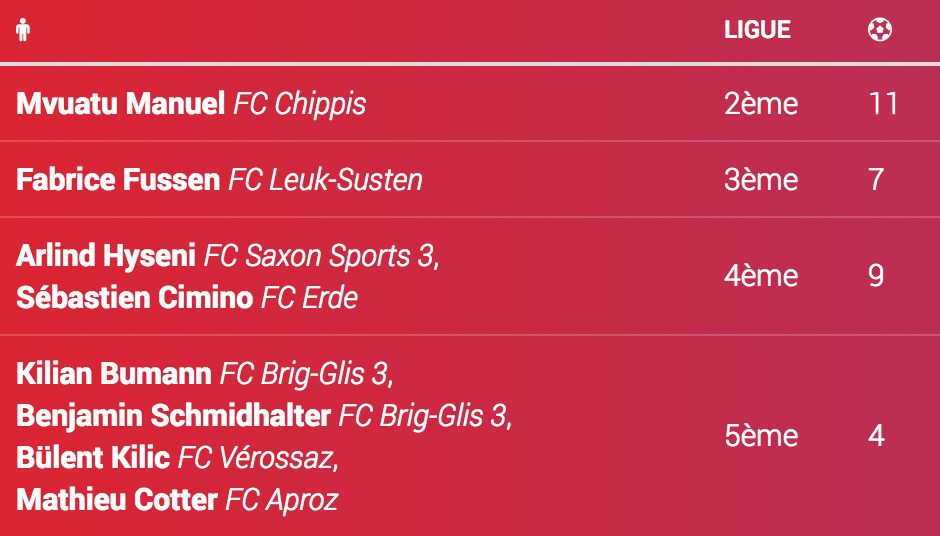 LIGUE
Mvuatu Manuel FC Chippis 2ème 11
Fabrice Fussen FC Leuk-Susten 3ème 7
Arlind Hyseni FC Saxon Sports 3,
Sébastien Cimino FC Erde 4ème 9
Kilian Bumann FC Brig-Glis 3,
Benjamin Schmidhalter FC Brig-Glis 3,
Bülent Kilic FC Vérossaz,
Mathieu Cotter FC Aproz 5ème 4